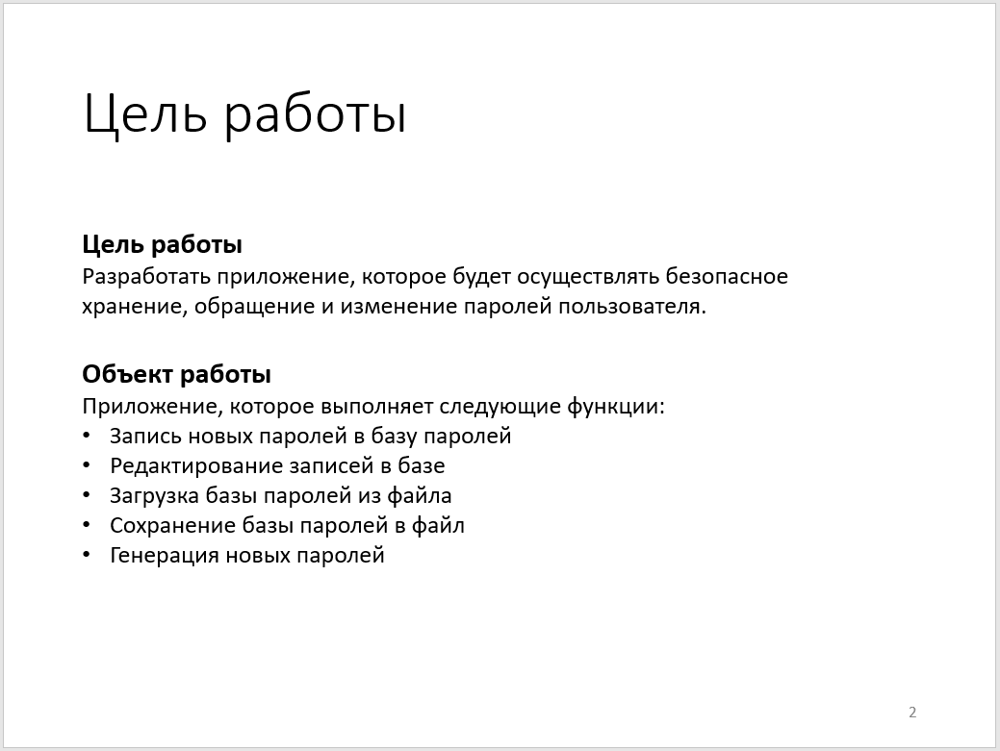 Цель работы
Цель работы
Разработать приложение, которое будет осуществлять безопасное
хранение, обращение и изменение паролей пользователя.
Объект работы
Приложение, которое выполняет следующие функции:
• Запись новых паролей в базу паролей
• Редактирование записей в базе
• Загрузка базы паролей из файла
• Сохранение базы паролей в файл
• Генерация новых паролей
2